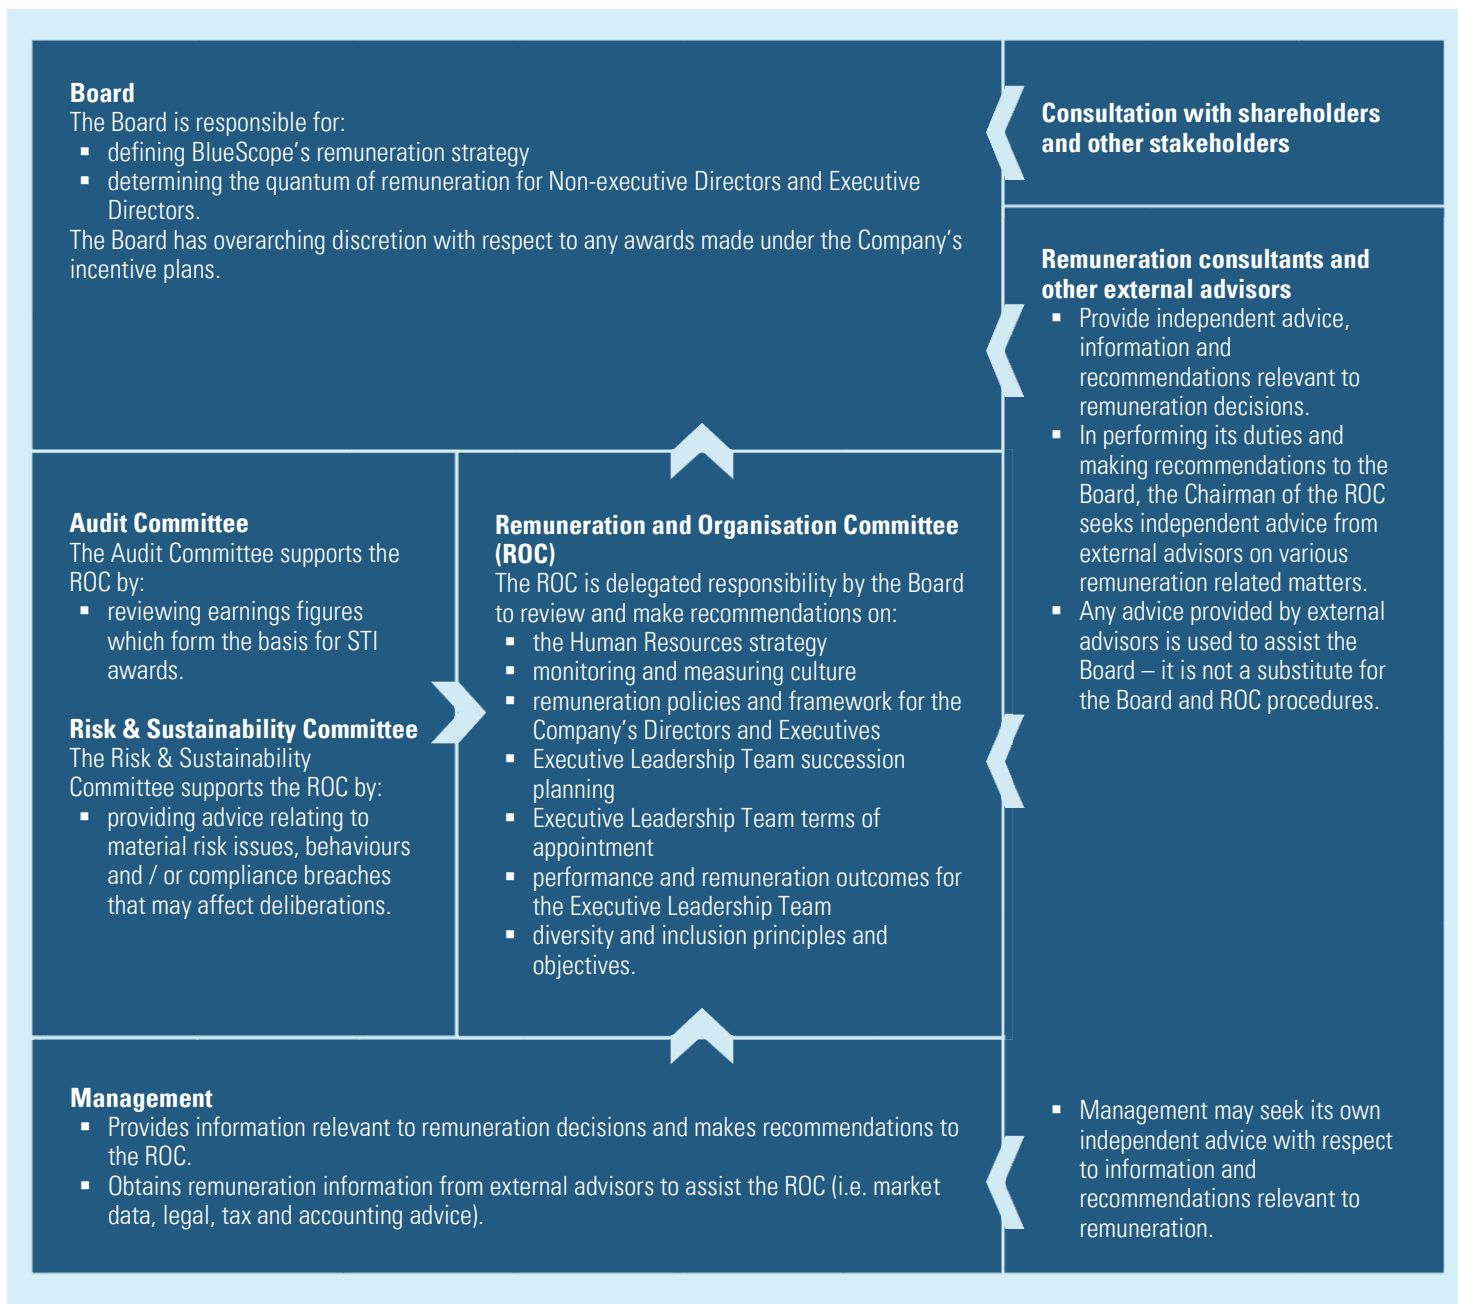 Board
The Board is responsible for:
▪ defining BlueScope’s remuneration strategy
▪ determining the quantum of remuneration for Non-executive Directors and Executive
Directors.
The Board has overarching discretion with respect to any awards made under the Company’s
incentive plans.
Consultation with shareholders
and other stakeholders
Remuneration consultants and
other external advisors
▪ Provide independent advice,
information and
recommendations relevant to
remuneration decisions.
▪ In performing its duties and
making recommendations to the
Board, the Chairman of the ROC
seeks independent advice from
external advisors on various
remuneration related matters.
▪ Any advice provided by external
advisors is used to assist the
Board – it is not a substitute for
the Board and ROC procedures.
Audit Committee
The Audit Committee supports the
ROC by:
▪ reviewing earnings figures
which form the basis for STI
awards.
Risk & Sustainability Committee
The Risk & Sustainability
Committee supports the ROC by:
▪ providing advice relating to
material risk issues, behaviours
and / or compliance breaches
that may affect deliberations.
Remuneration and Organisation Committee
(ROC)
The ROC is delegated responsibility by the Board
to review and make recommendations on:
▪ the Human Resources strategy
▪ monitoring and measuring culture
▪ remuneration policies and framework for the
Company’s Directors and Executives
▪ Executive Leadership Team succession
planning
▪ Executive Leadership Team terms of
appointment
▪ performance and remuneration outcomes for
the Executive Leadership Team
▪ diversity and inclusion principles and
objectives.
Management
▪ Provides information relevant to remuneration decisions and makes recommendations to
the ROC.
▪ Obtains remuneration information from external advisors to assist the ROC (i.e. market
data, legal, tax and accounting advice).
▪ Management may seek its own
independent advice with respect
to information and
recommendations relevant to
remuneration.